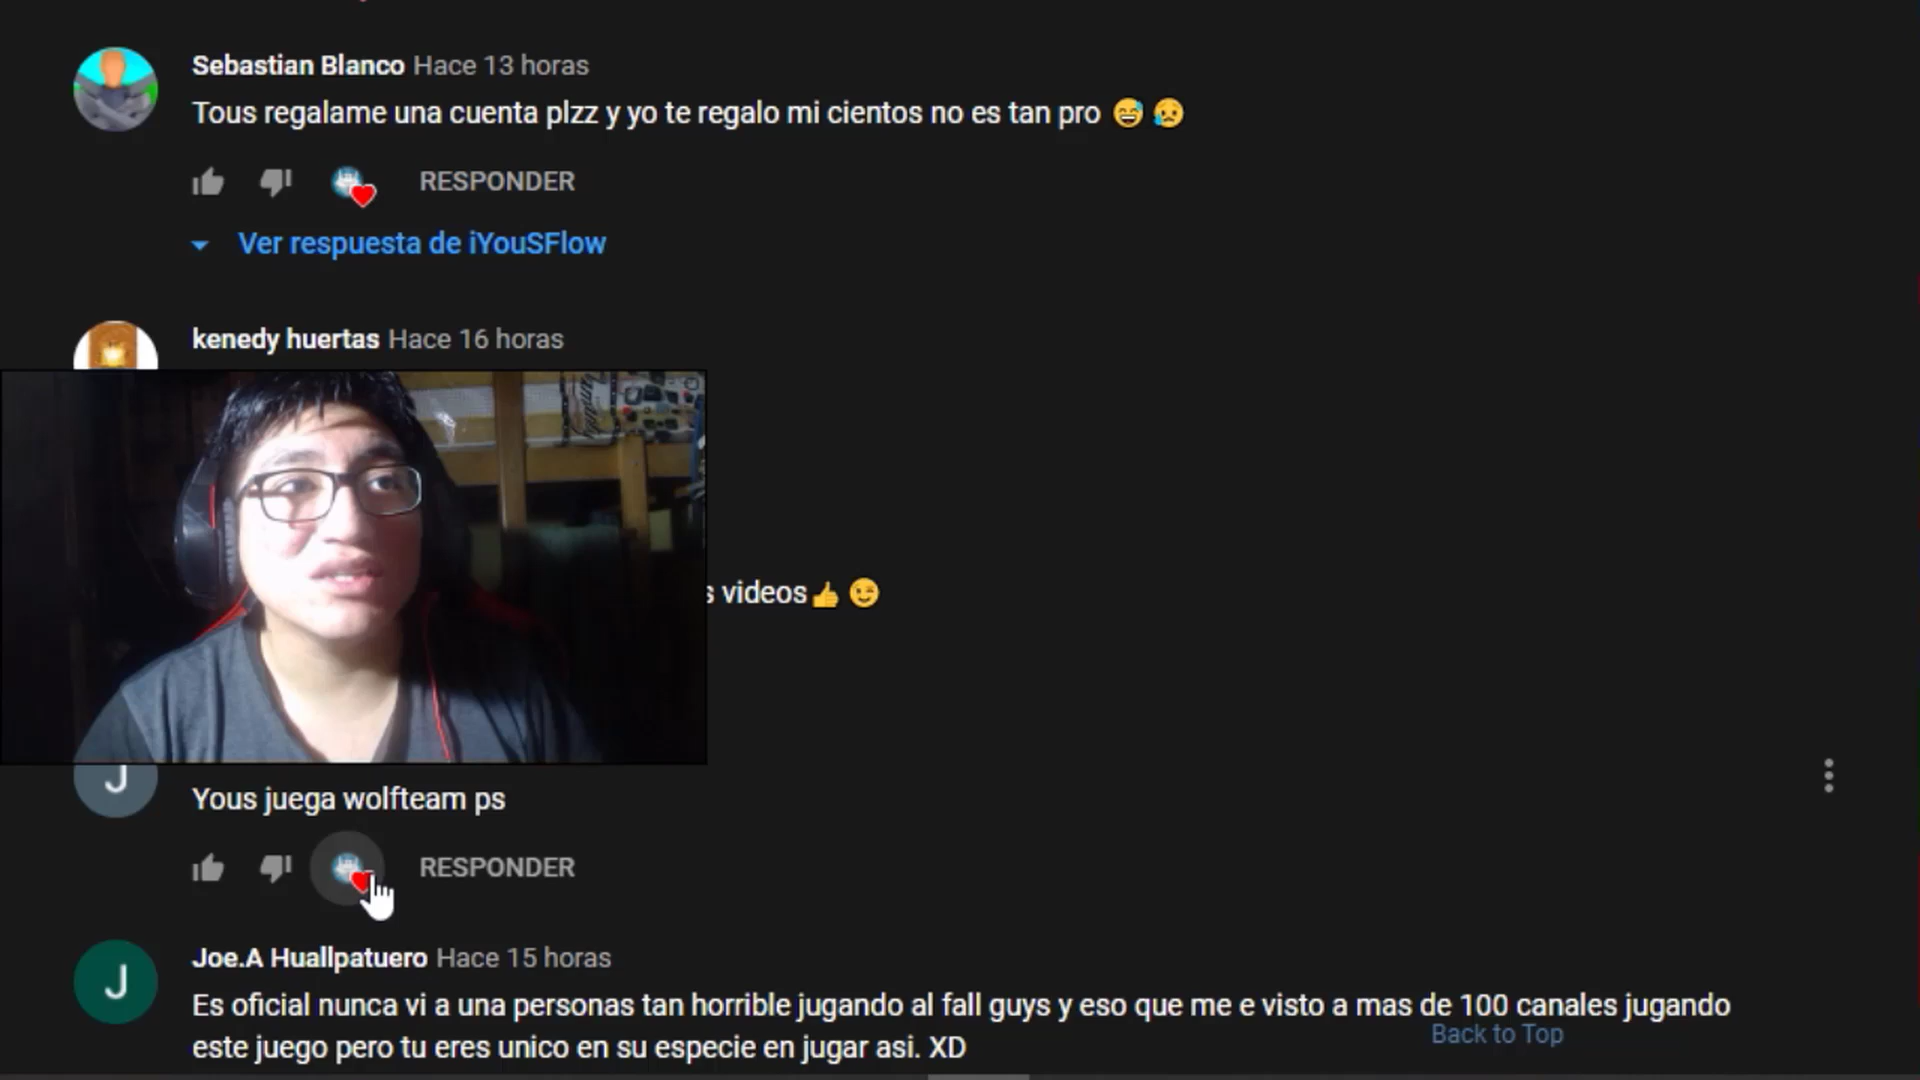 Sebastian Blanco Hace 13 horas
Tous regalame una cuenta plzz y yo te regalo mi cientos no es tan pro 😅 😥
RESPONDER
Ver respuesta de iYouSFlow
kenedy huertas Hace 16 horas
s videos👍 😉
J
Yous juega wolfteam ps
RESPONDER
Joe.A Huallpatuero Hace 15 horas
J
Es oficial nunca vi a una personas tan horrible jugando al fall guys y eso que me e visto a mas de 100 canales jugando
Back to Top
este juego pero tu eres unico en su especie en jugar asi. XD